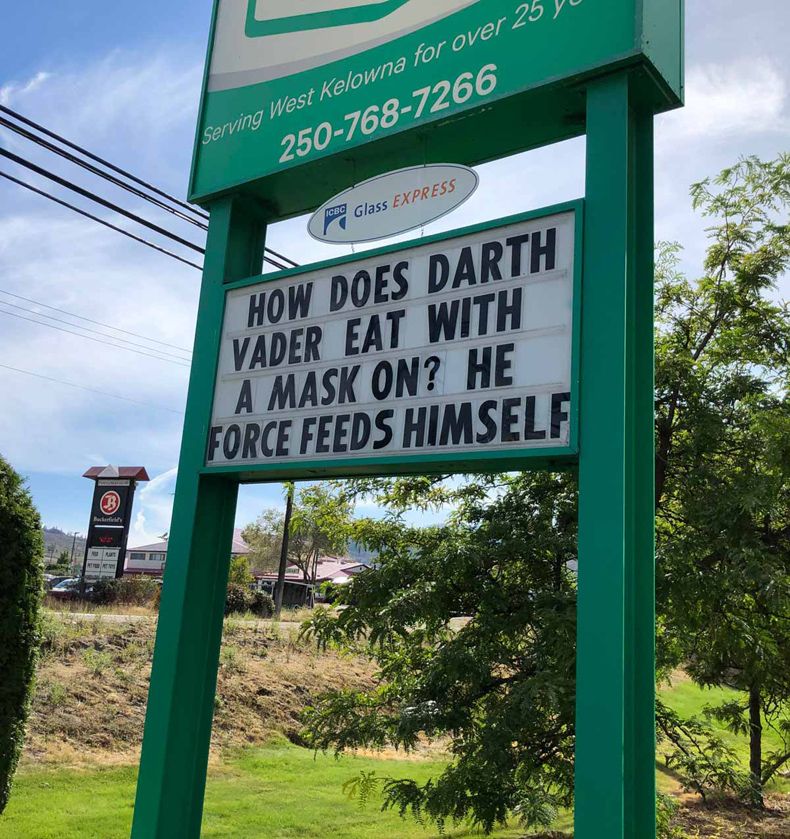 Serving West Kelowna for over 25
250-768-7266
ICBC Glass EXPRESS
HOW DOES DARTH
VADER EAT WITH
A MASK ON? HE
FORCE FEEDS HIMSELF
B
Buckerfield's